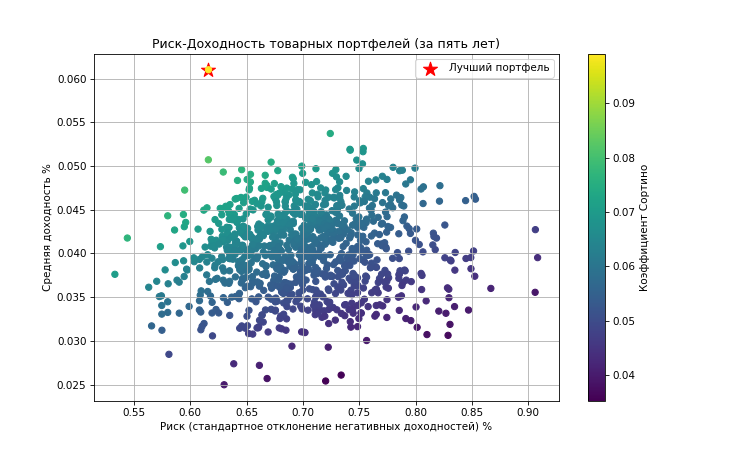 Риск-Доходность товарных портфелей (за пять лет)
Лучший портфель
Средняя доходность %
0.060
0.055
0.050
0.045
0.040
0.035
0.030
0.025
0.55 0.60 0.65 0.70 0.75 0.80 0.85 0.90
Риск (стандартное отклонение негативных доходностей) %
0.09
0.08
0.07
0.06
0.05
0.04
Коэффициент Сортино